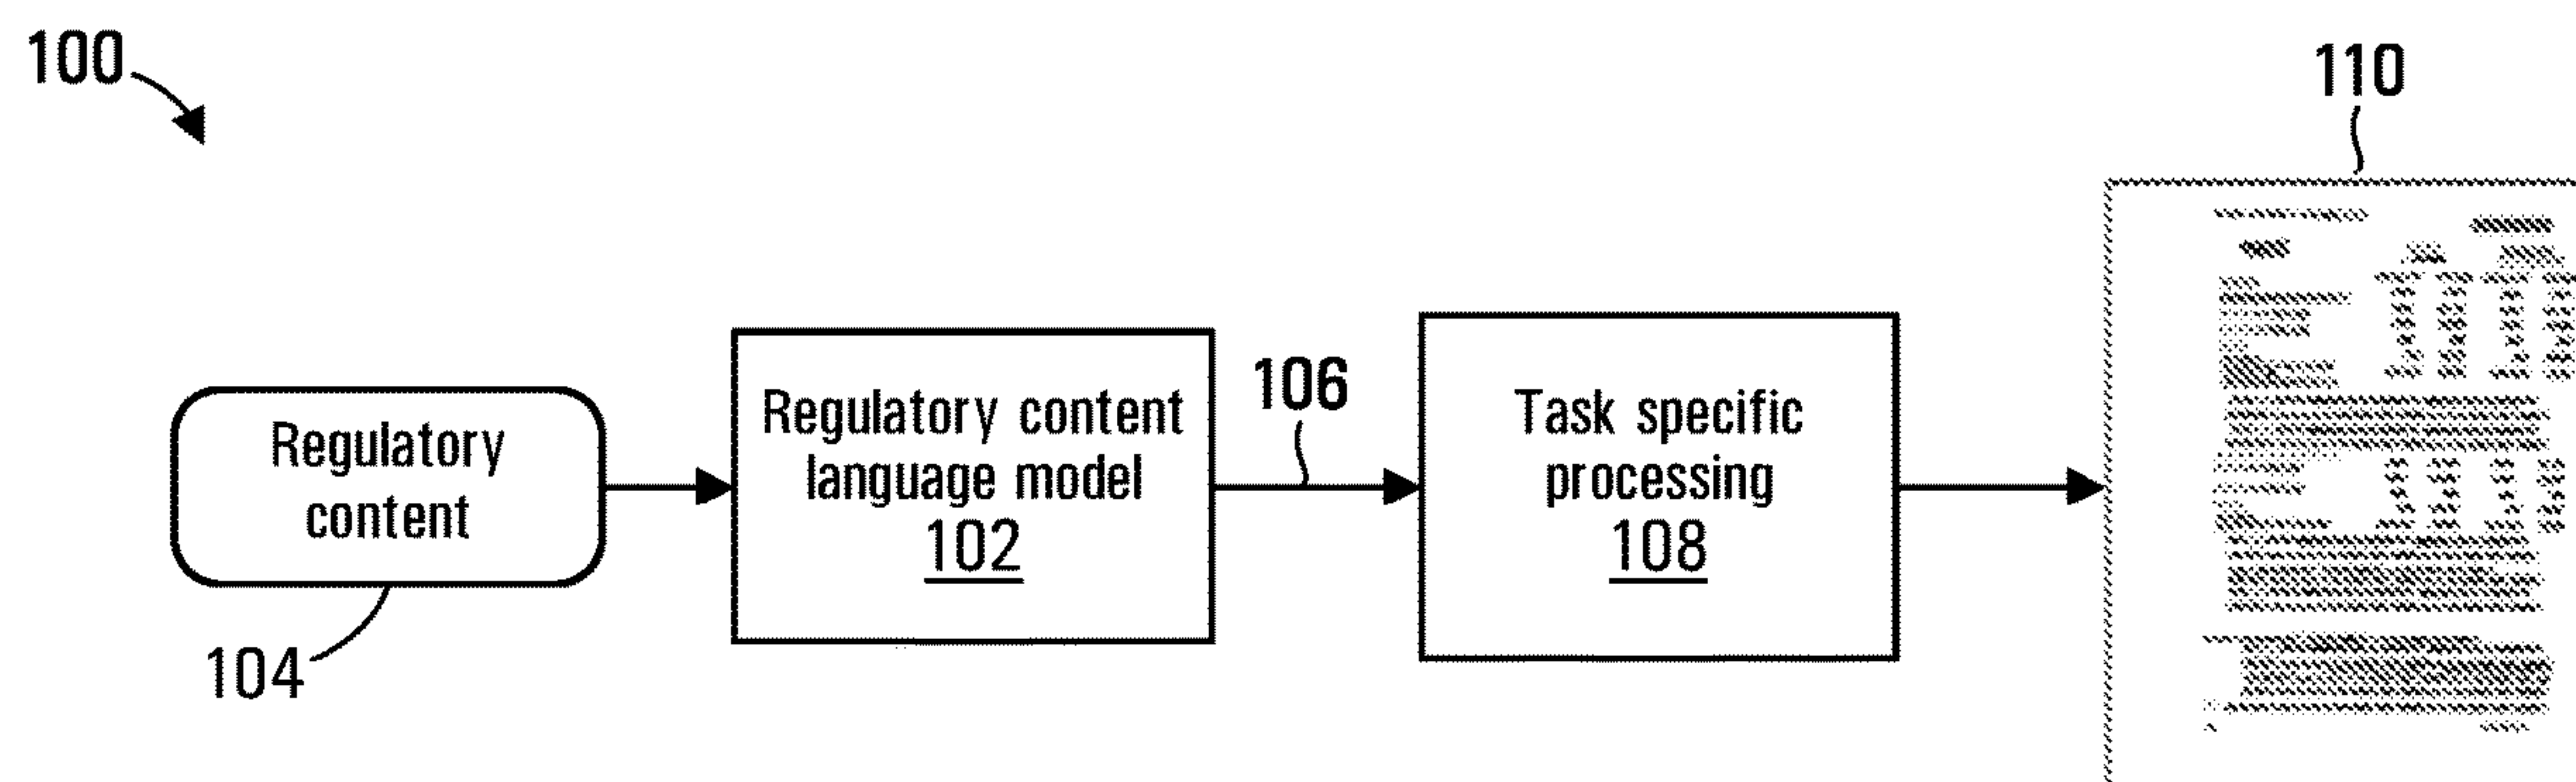 100
110
Regulatory
content
104
Regulatory content
language model
102
106
Task specific
processing
108